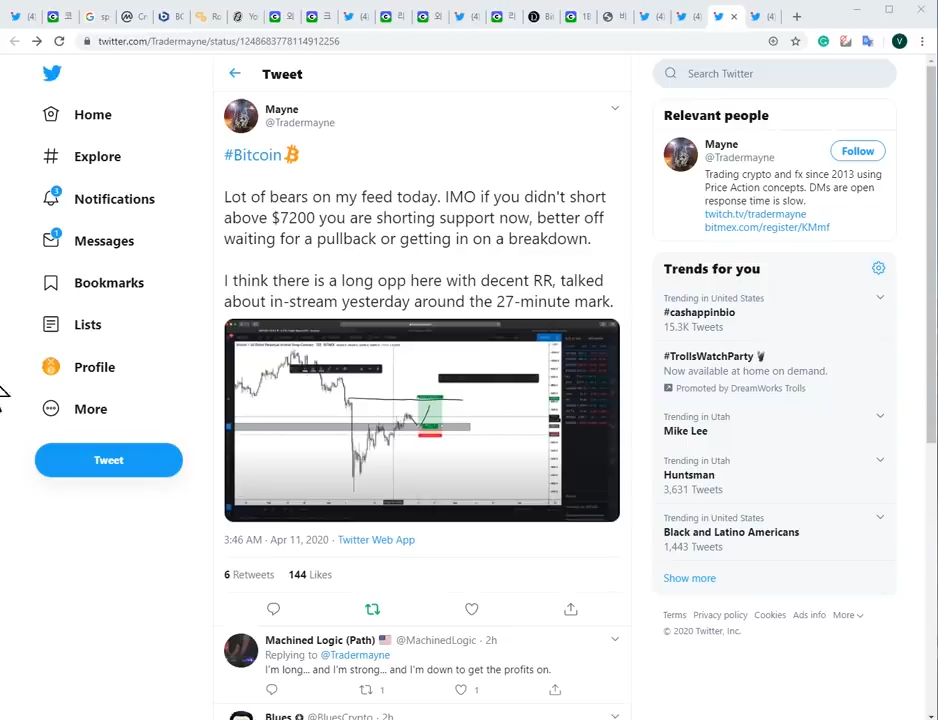 twitter.com/Tradermayne/status/1248683778114912256
Home
Explore
Notifications
Messages
Bookmarks
Lists
Profile
More
Tweet
Tweet
Mayne
@Tradermayne
#Bitcoin
Lot of bears on my feed today. IMO if you didn't short
above $7200 you are shorting support now, better off
waiting for a pullback or getting in on a breakdown.
I think there is a long opp here with decent RR, talked
about in-stream yesterday around the 27-minute mark.
3:46 AM · Apr 11, 2020 · Twitter Web App
6 Retweets 144 Likes
Machined Logic (Path) @MachinedLogic · 2h
Replying to @Tradermayne
I'm long... and I'm strong... and I'm down to get the profits on.
1 1
Blues @BluesCrypto · 2h
Search Twitter
Relevant people
Mayne
@Tradermayne
Follow
Trading crypto and fx since 2013 using
Price Action concepts. DMs are open
response time is slow.
twitch.tv/tradermayne
bitmex.com/register/KMmf
Trends for you
Trending in United States
#cashappinbio
15.3K Tweets
#TrollsWatchParty
Now available at home on demand.
Promoted by DreamWorks Trolls
Trending in Utah
Mike Lee
Trending in Utah
Huntsman
3,631 Tweets
Trending in United States
Black and Latino Americans
1,443 Tweets
Show more
Terms Privacy policy Cookies Ads info More
© 2020 Twitter, Inc.